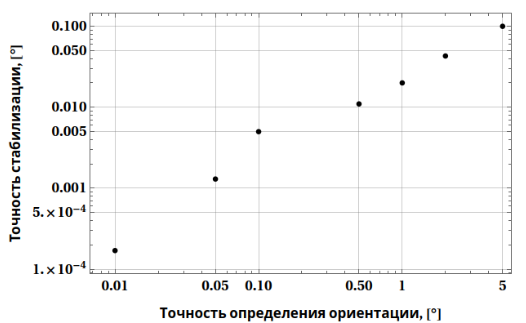 Точность стабилизации, [°]
0.100
0.050
0.010
0.005
0.001
5.×10⁻⁴
1.×10⁻⁴
0.01 0.05 0.10 0.50 1 5
Точность определения ориентации, [°]